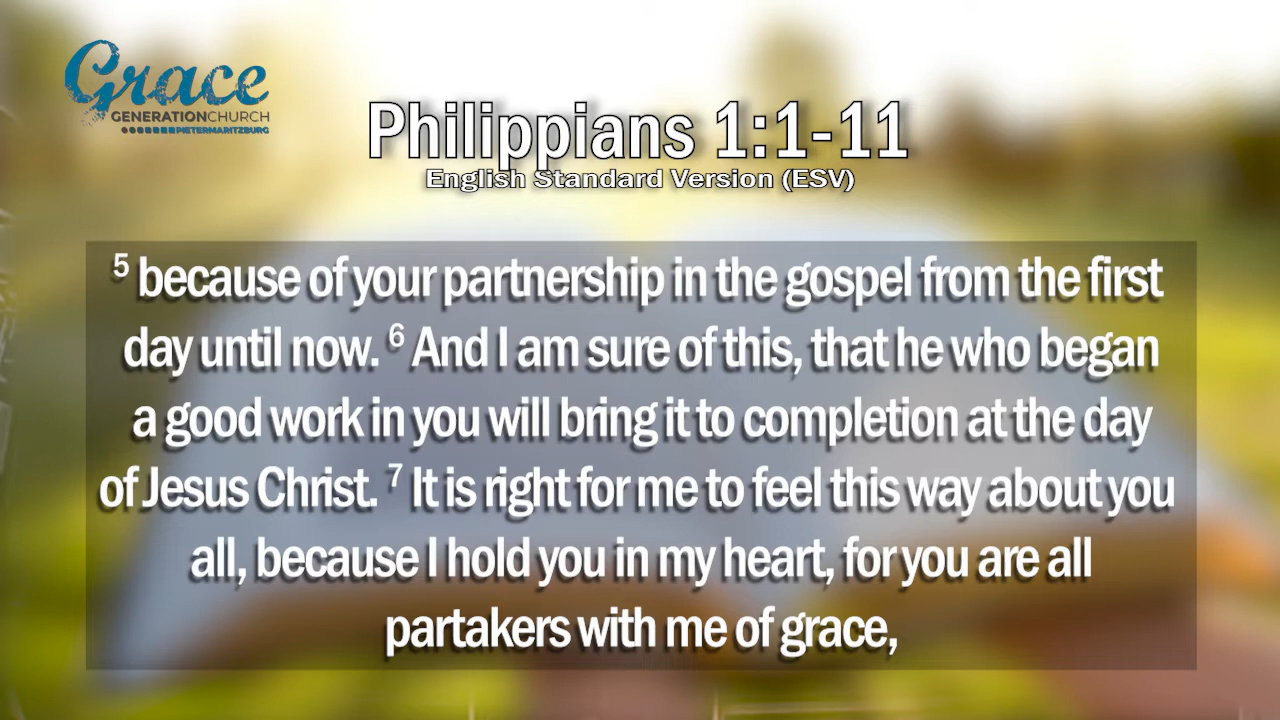 Grace
GENERATIONCHURCH
PIETERMARITZBURG
Philippians 1:1-11
English Standard Version (ESV)
5 because of your partnership in the gospel from the first
day until now. 6 And I am sure of this, that he who began
a good work in you will bring it to completion at the day
of Jesus Christ. 7 It is right for me to feel this way about you
all, because I hold you in my heart, for you are all
partakers with me of grace,